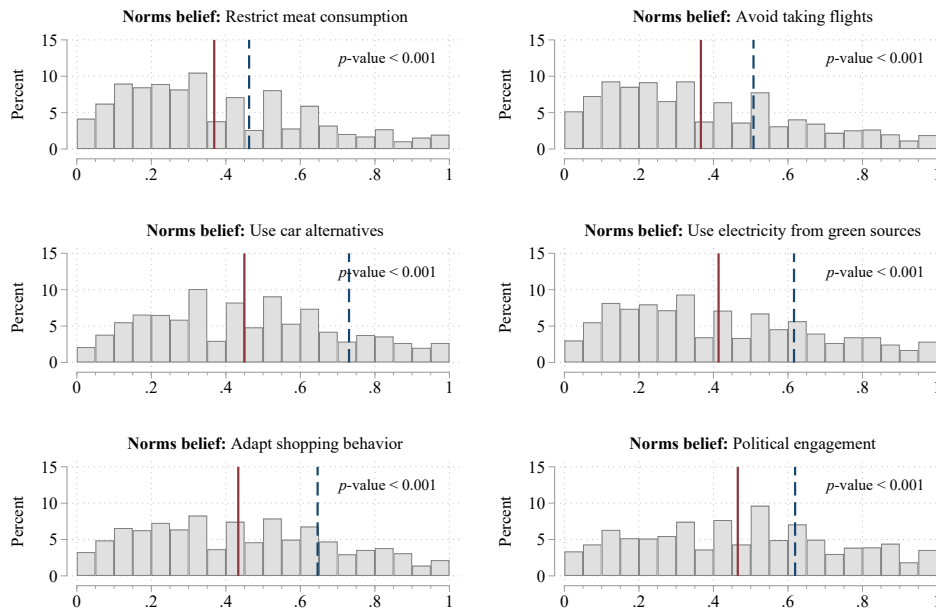 Norms belief: Restrict meat consumption
Percent
15
10
5
0
p-value < 0.001
0 .2 .4 .6 .8 1
Norms belief: Avoid taking flights
Percent
15
10
5
0
p-value < 0.001
0 .2 .4 .6 .8 1
Norms belief: Use car alternatives
Percent
15
10
5
0
p-value < 0.001
0 .2 .4 .6 .8 1
Norms belief: Use electricity from green sources
Percent
15
10
5
0
p-value < 0.001
0 .2 .4 .6 .8 1
Norms belief: Adapt shopping behavior
Percent
15
10
5
0
p-value < 0.001
0 .2 .4 .6 .8 1
Norms belief: Political engagement
Percent
15
10
5
0
p-value < 0.001
0 .2 .4 .6 .8 1